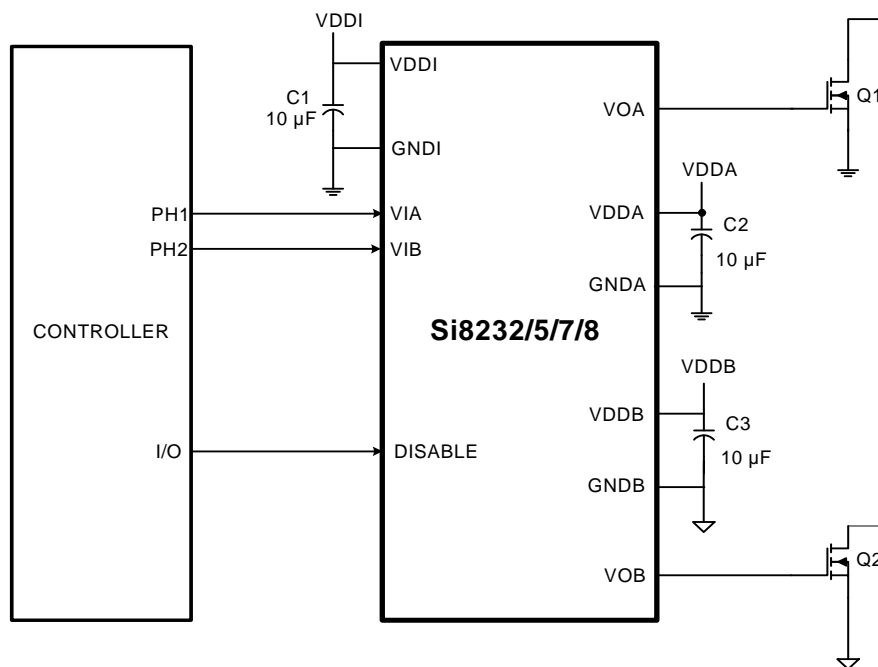 VDDI
VDDI
C1
10 µF
GNDI
PH1
VIA
PH2
VIB
CONTROLLER
I/O
DISABLE
Si8232/5/7/8
VOA
Q1
VDDA
VDDA
C2
10 µF
GNDA
VDDB
VDDB
C3
10 µF
GNDB
VOB
Q2